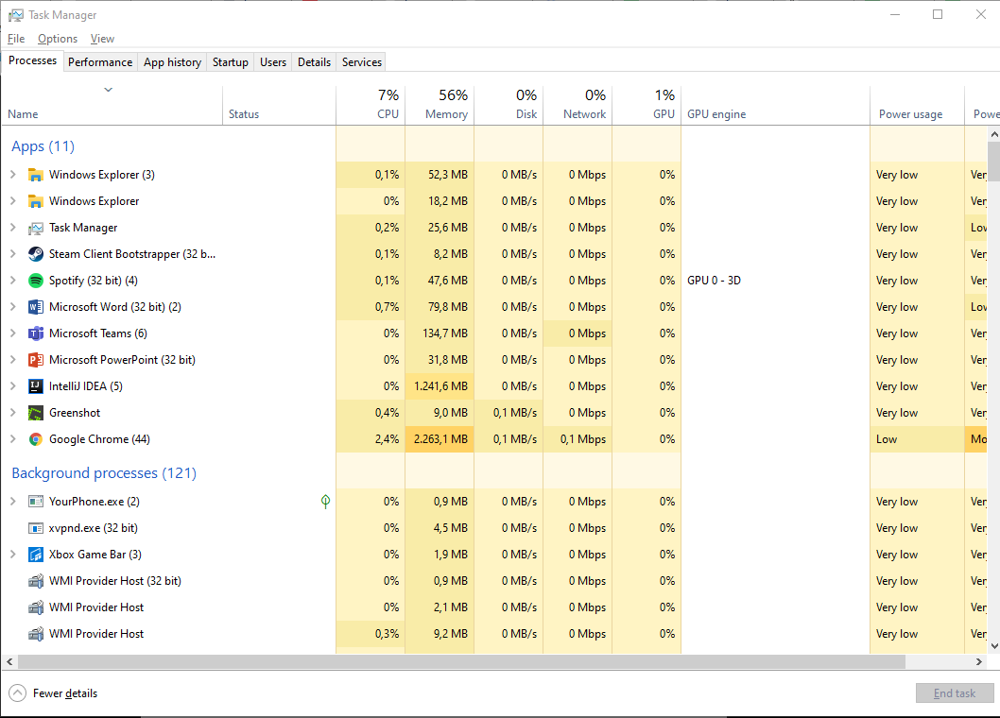 Task Manager
File Options View
Processes Performance App history Startup Users Details Services
7% 56% 0% 0% 1%
Name Status CPU Memory Disk Network GPU GPU engine Power usage Powe
Apps (11)
Windows Explorer (3) 0,1% 52,3 MB 0 MB/s 0 Mbps 0% Very low Ver
Windows Explorer 0% 18,2 MB 0 MB/s 0 Mbps 0% Very low Ver
Task Manager 0,2% 25,6 MB 0 MB/s 0 Mbps 0% Very low Lov
Steam Client Bootstrapper (32 b... 0,1% 8,2 MB 0 MB/s 0 Mbps 0% Very low Ver
Spotify (32 bit) (4) 0,1% 47,6 MB 0 MB/s 0 Mbps 0% GPU 0 - 3D Very low Ver
Microsoft Word (32 bit) (2) 0,7% 79,8 MB 0 MB/s 0 Mbps 0% Very low Lov
Microsoft Teams (6) 0% 134,7 MB 0 MB/s 0 Mbps 0% Very low Ver
Microsoft PowerPoint (32 bit) 0% 31,8 MB 0 MB/s 0 Mbps 0% Very low Ver
IntelliJ IDEA (5) 0% 1.241,6 MB 0 MB/s 0 Mbps 0% Very low Ver
Greenshot 0,4% 9,0 MB 0,1 MB/s 0 Mbps 0% Very low Ver
Google Chrome (44) 2,4% 2.263,1 MB 0,1 MB/s 0,1 Mbps 0% Low Mo
Background processes (121)
YourPhone.exe (2) 0% 0,9 MB 0 MB/s 0 Mbps 0% Very low Ver
xvpnd.exe (32 bit) 0% 4,5 MB 0 MB/s 0 Mbps 0% Very low Ver
Xbox Game Bar (3) 0% 1,9 MB 0 MB/s 0 Mbps 0% Very low Ver
WMI Provider Host (32 bit) 0% 0,9 MB 0 MB/s 0 Mbps 0% Very low Ver
WMI Provider Host 0% 2,1 MB 0 MB/s 0 Mbps 0% Very low Ver
WMI Provider Host 0,3% 9,2 MB 0 MB/s 0 Mbps 0% Very low Ver
Fewer details End task